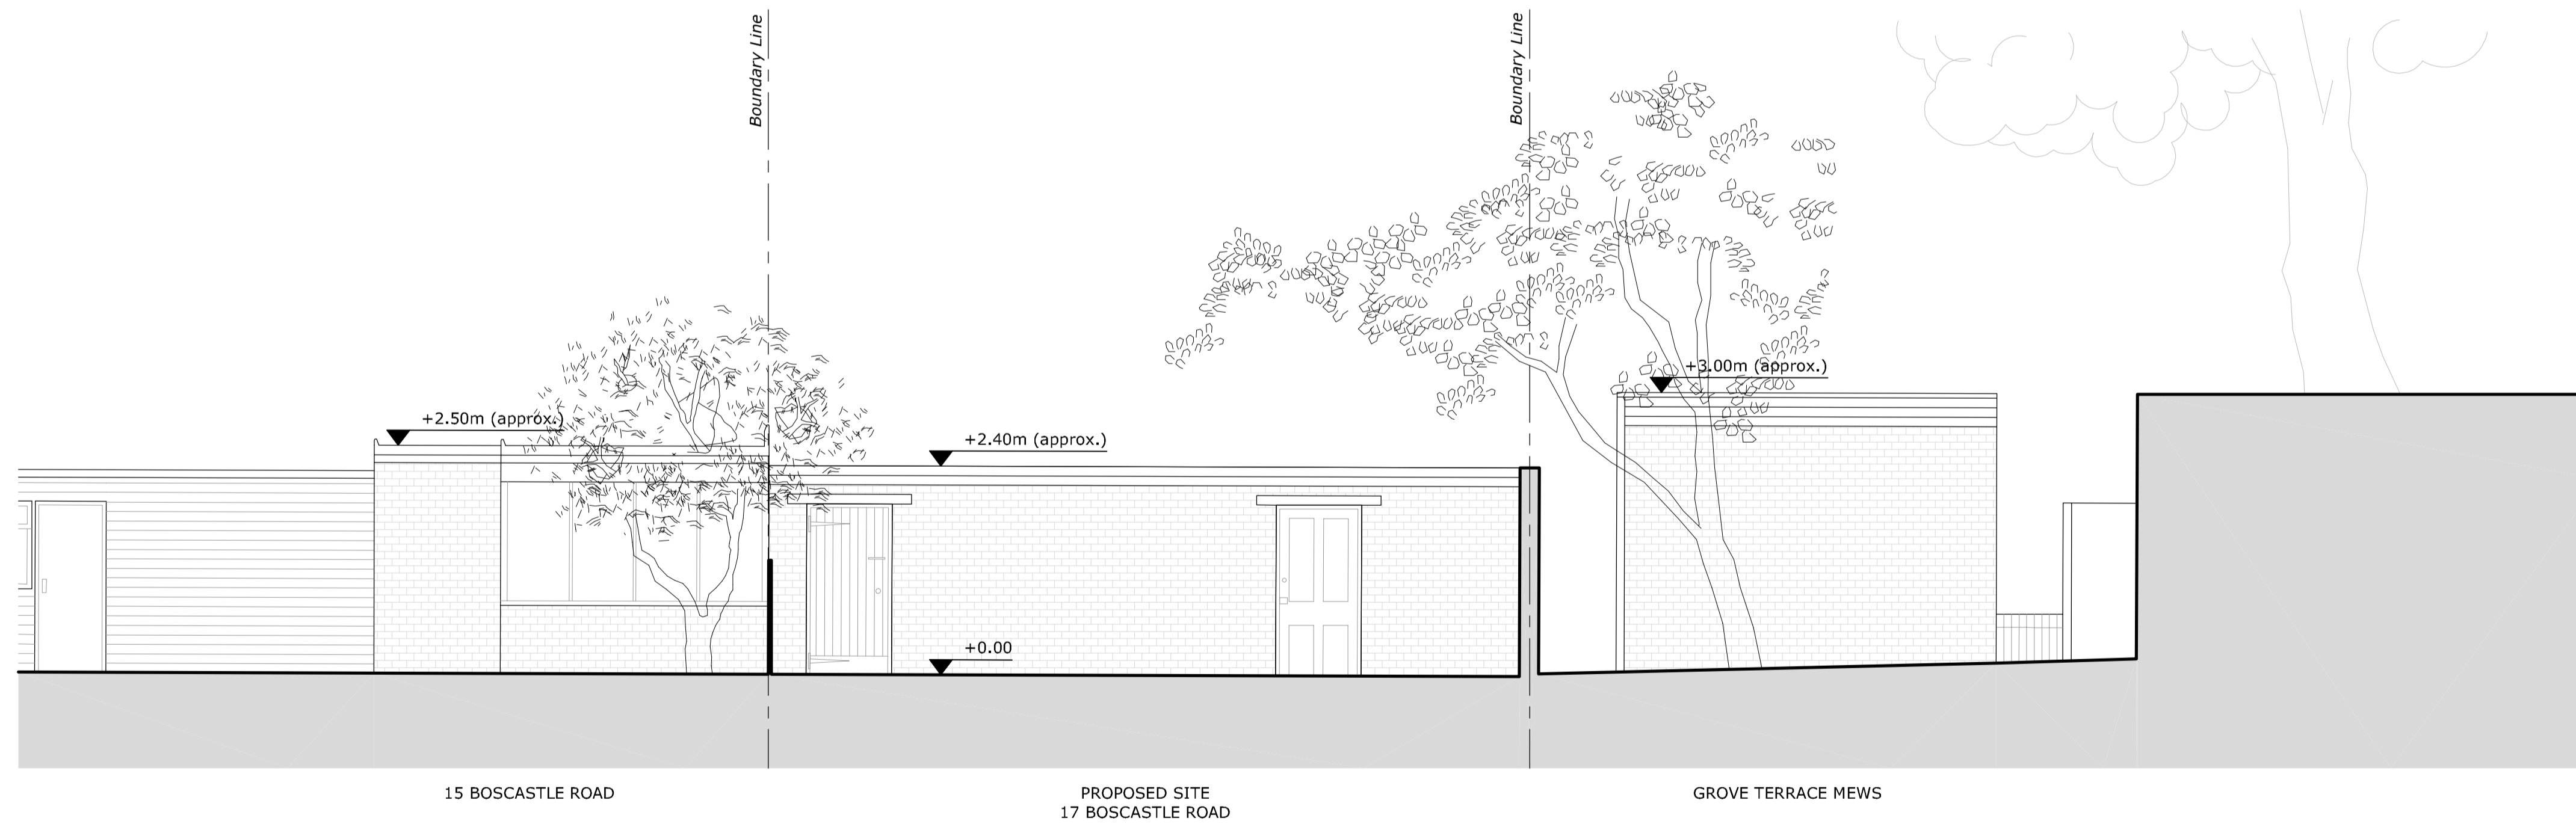 Boundary Line
Boundary Line
+3.00m (approx.)
+2.50m (approx.)
+2.40m (approx.)
+0.00
15 BOSCASTLE ROAD
PROPOSED SITE
17 BOSCASTLE ROAD
GROVE TERRACE MEWS